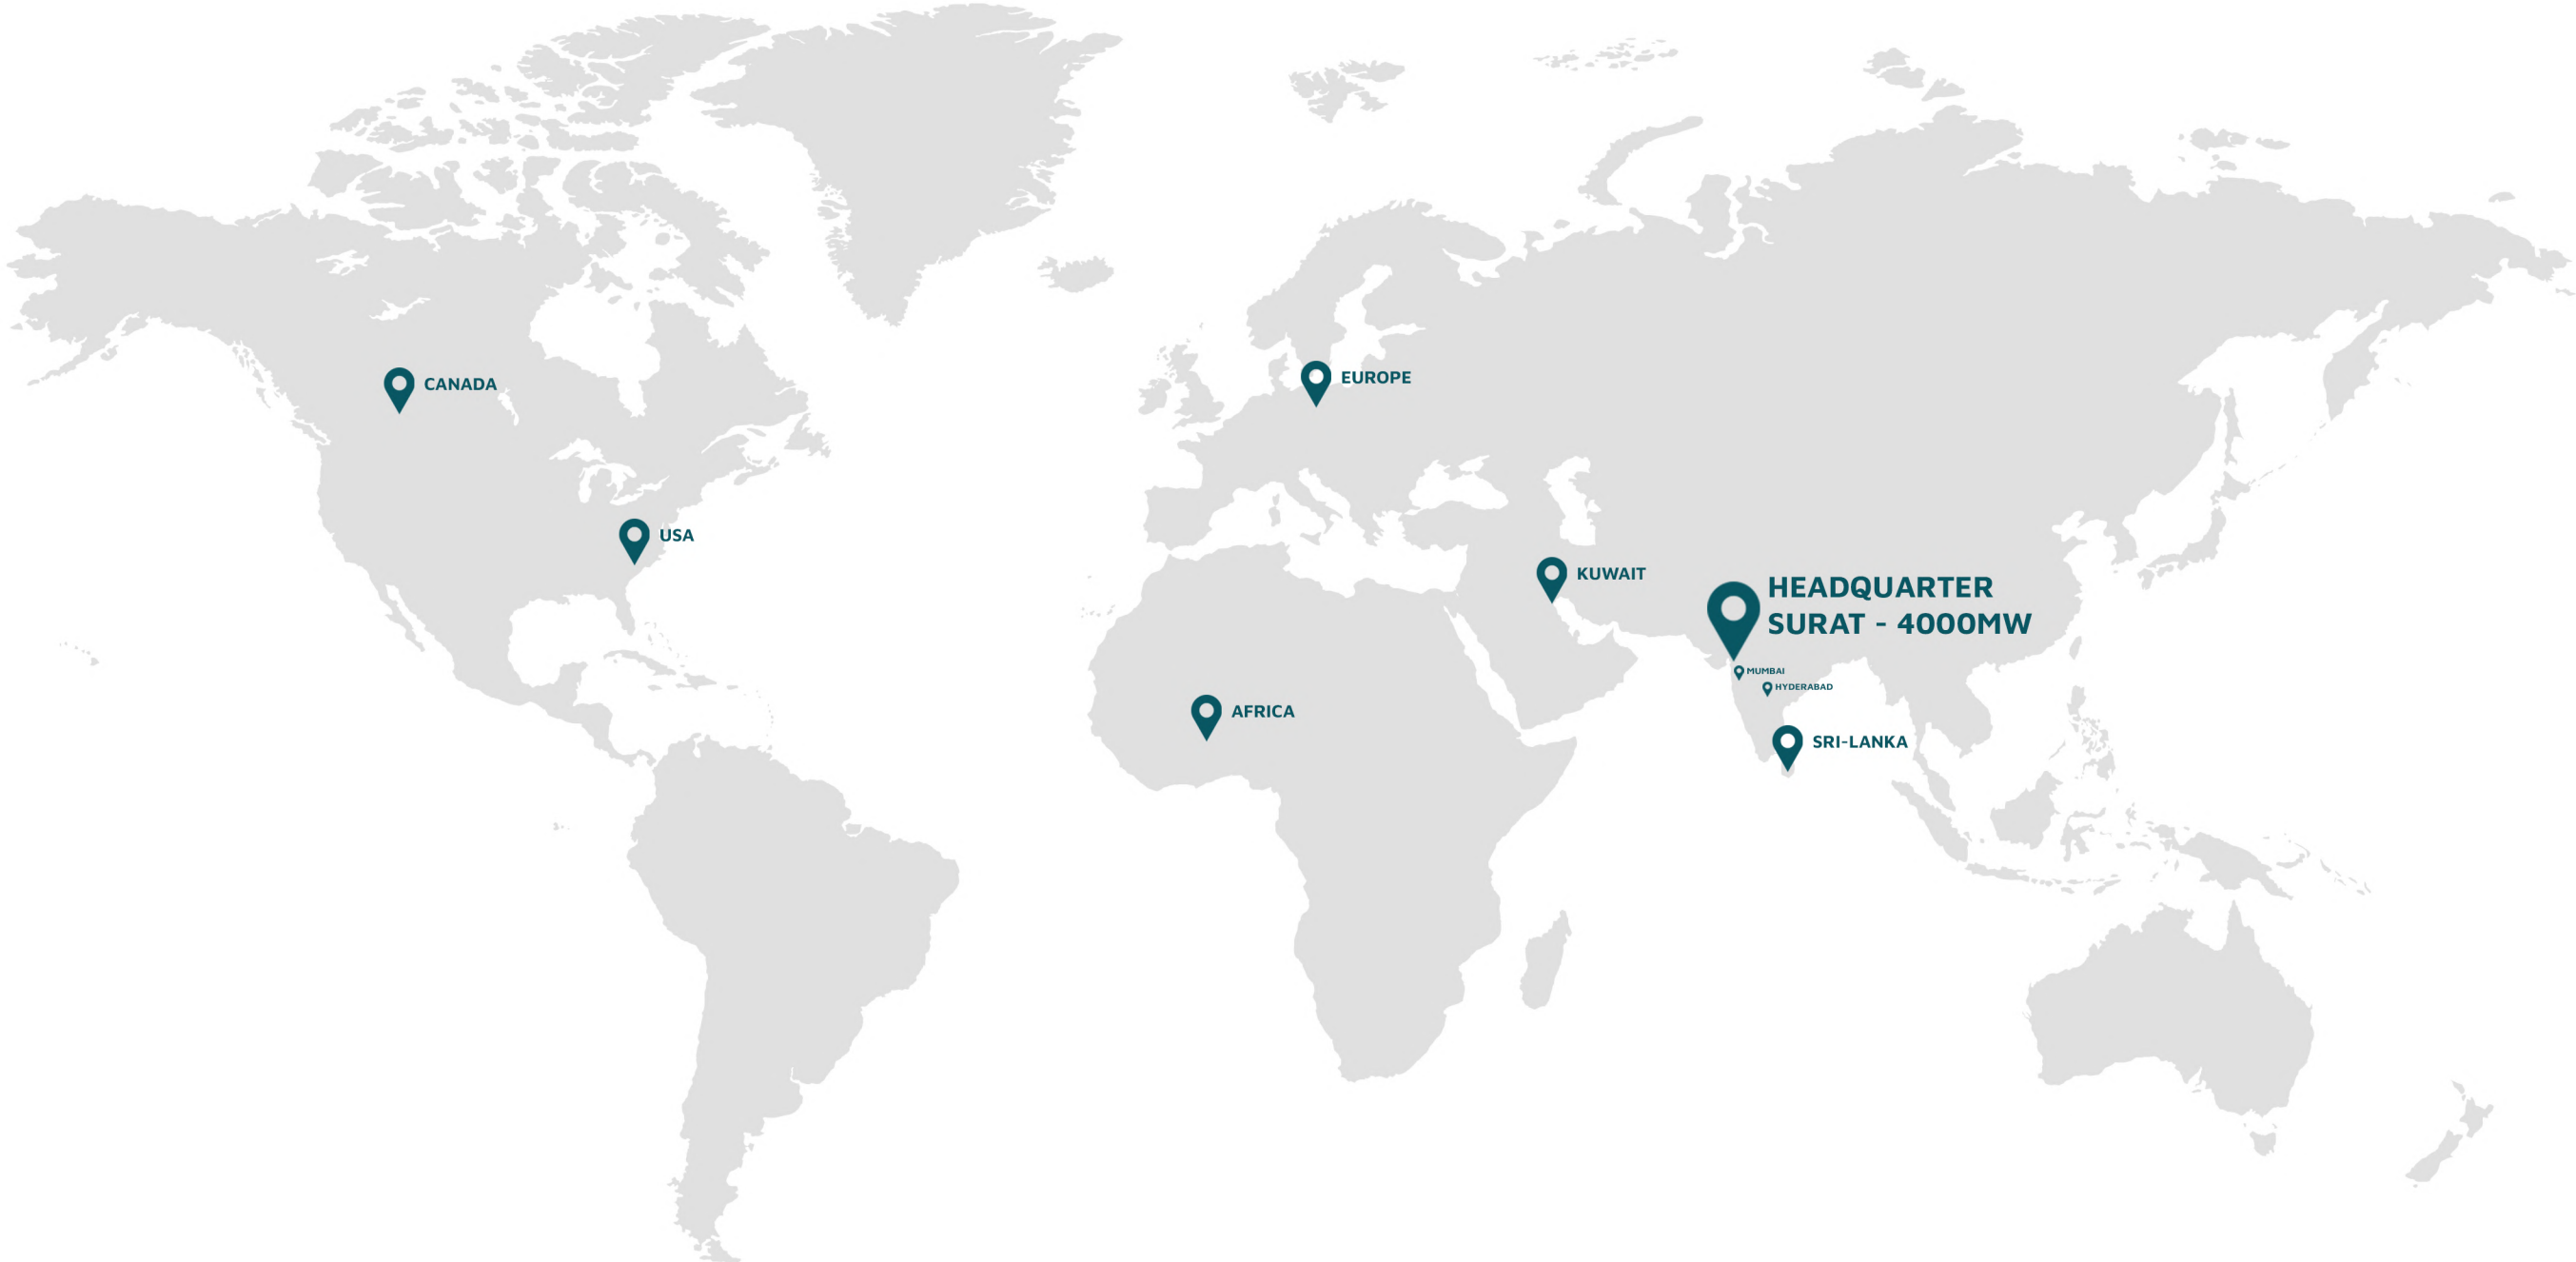 EUROPE
CANADA
USA
KUWAIT
HEADQUARTER
SURAT - 4000MW
MUMBAI
HYDERABAD
AFRICA
SRI-LANKA